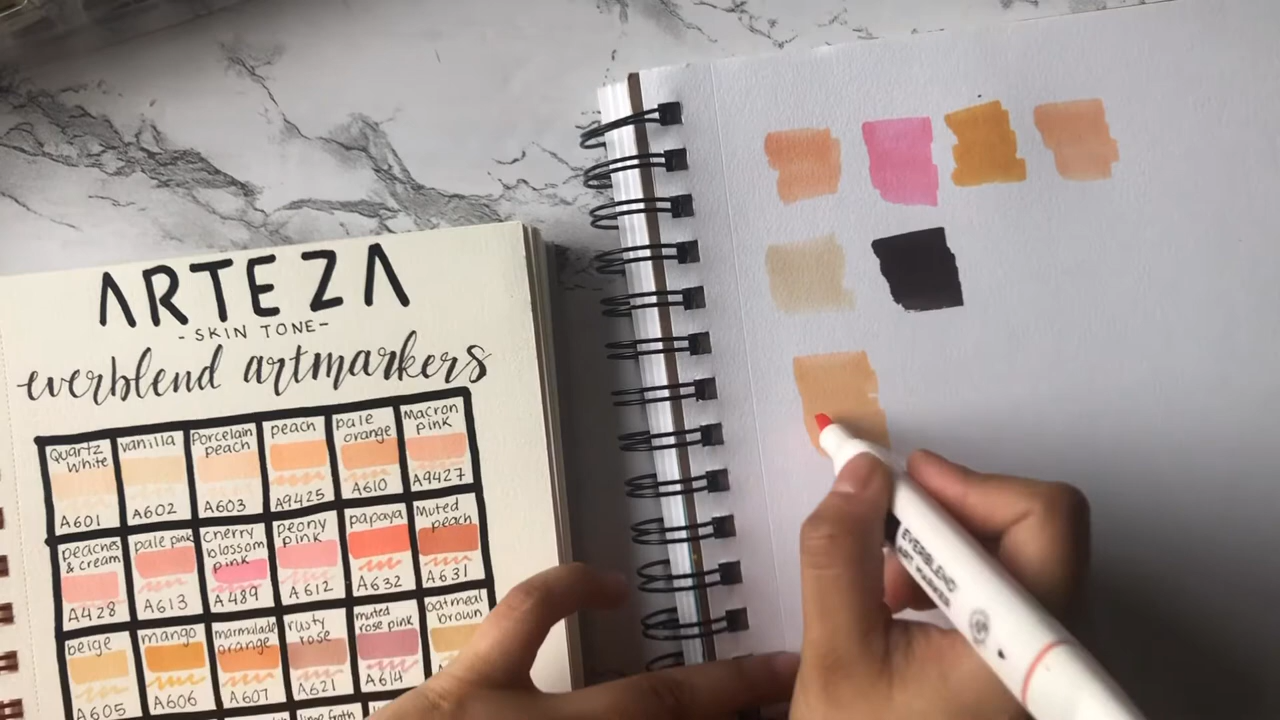 ARTEZA
-SKIN TONE-
everblend artmarkers
Quartz White
A601
vanilla
A602
Porcelain peach
A603
peach
A9425
pale orange
A610
Macron pink
A9427
peaches & cream
A428
pale pink
A613
cherry blossom pink
A489
peony pink
A612
papaya
A632
Muted peach
A631
beige
A605
mango
A606
marmalade orange
A607
rusty rose
A621
muted rose pink
A614
oatmeal brown
EVERBLEND
ART MARKERS